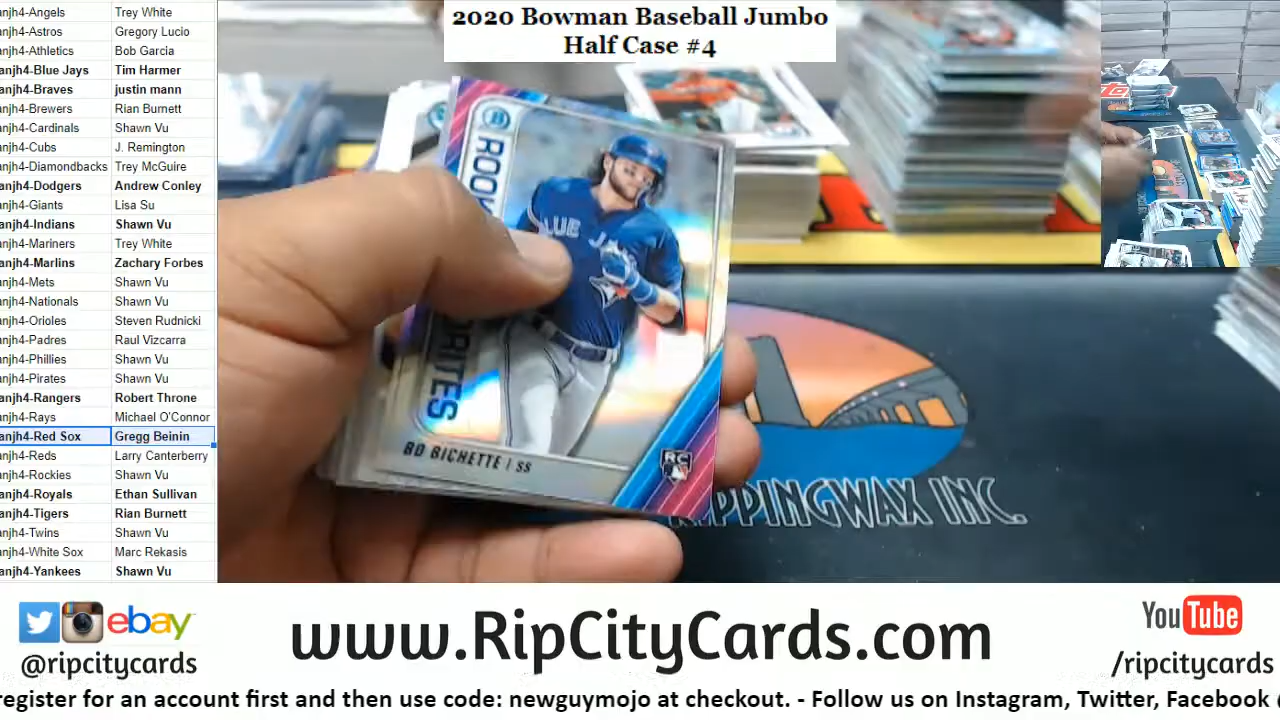 2020 Bowman Baseball Jumbo
Half Case #4
anjh4-Angels Trey White
anjh4-Astros Gregory Lucio
anjh4-Athletics Bob Garcia
anjh4-Blue Jays Tim Harmer
anjh4-Braves justin mann
anjh4-Brewers Rian Burnett
anjh4-Cardinals Shawn Vu
anjh4-Cubs J. Remington
anjh4-Diamondbacks Trey McGuire
anjh4-Dodgers Andrew Conley
anjh4-Giants Lisa Su
anjh4-Indians Shawn Vu
anjh4-Mariners Trey White
anjh4-Marlins Zachary Forbes
anjh4-Mets Shawn Vu
anjh4-Nationals Shawn Vu
anjh4-Orioles Steven Rudnicki
anjh4-Padres Raul Vizcarra
anjh4-Phillies Shawn Vu
anjh4-Pirates Shawn Vu
anjh4-Rangers Robert Throne
anjh4-Rays Michael O'Connor
anjh4-Red Sox Gregg Beinin
anjh4-Reds Larry Canterberry
anjh4-Rockies Shawn Vu
anjh4-Royals Ethan Sullivan
anjh4-Tigers Rian Burnett
anjh4-Twins Shawn Vu
anjh4-White Sox Marc Rekasis
anjh4-Yankees Shawn Vu
BLUE J
BO BICHETTE / SS
RC
RIPPINGWAX INC.
ebay
@ripcitycards
www.RipCityCards.com
YouTube
/ripcitycards
register for an account first and then use code: newguymojo at checkout. - Follow us on Instagram, Twitter, Facebook